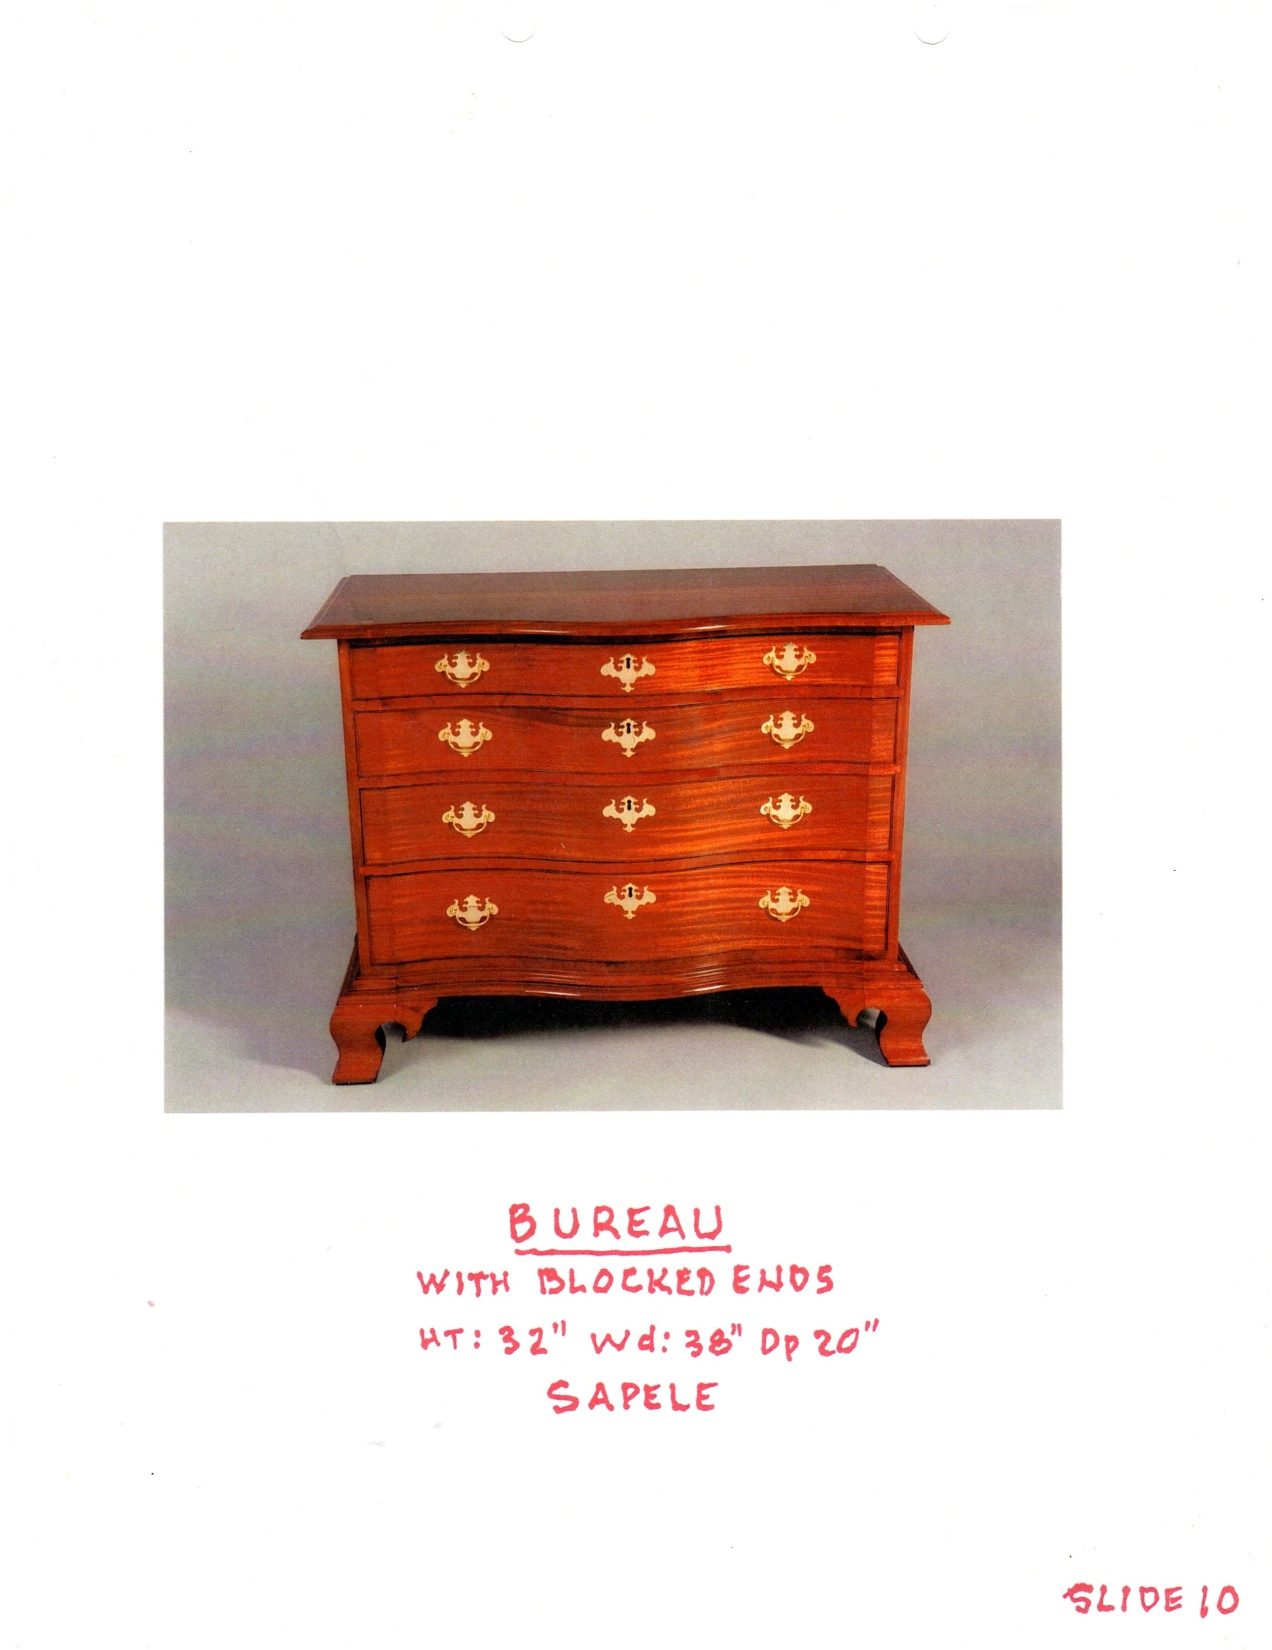 BUREAU
WITH BLOCKED ENDS
HT: 32" Wd: 38" Dp 20"
SAPELE
SLIDE 10